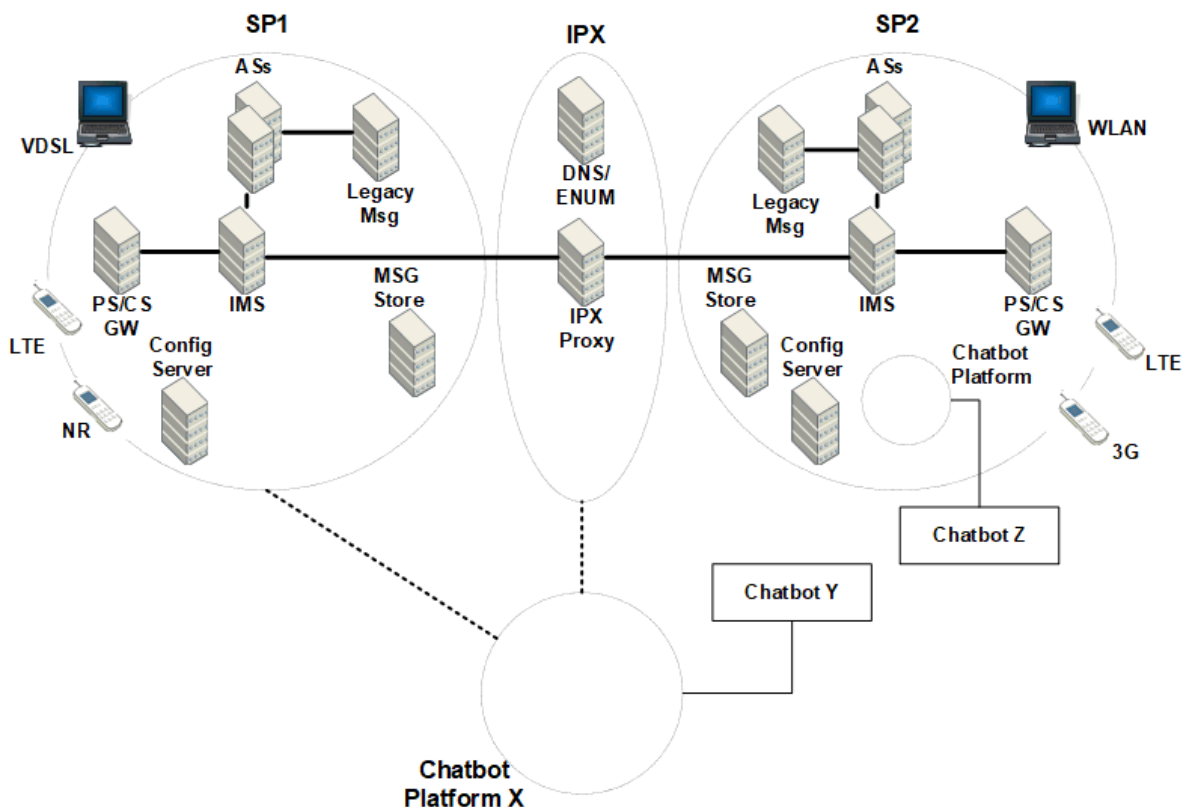 SP1
IPX
SP2
ASs
ASs
VDSL
WLAN
Legacy
Msg
DNS/
ENUM
Legacy
Msg
PS/CS
GW
IMS
MSG
Store
IPX
Proxy
MSG
Store
IMS
PS/CS
GW
LTE
Config
Server
Config
Server
Chatbot
Platform
LTE
NR
3G
Chatbot Z
Chatbot Y
Chatbot
Platform X